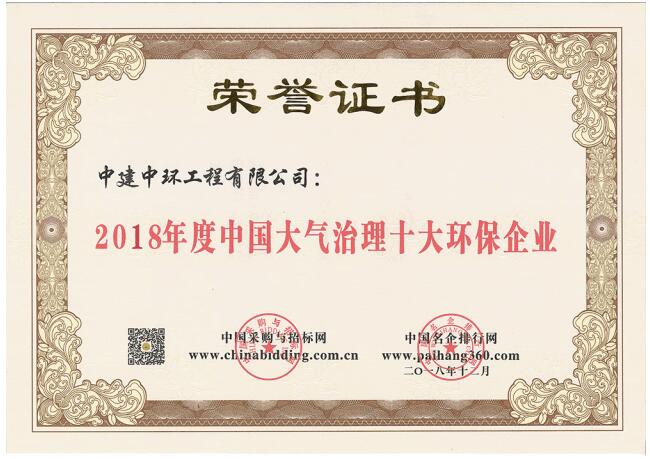 荣誉证书
中建中环工程有限公司：
2018年度中国大气治理十大环保企业
中国采购与招标网
www.chinabidding.com.cn
中国名企排行网
www.paihang360.com
二〇一八年十二月